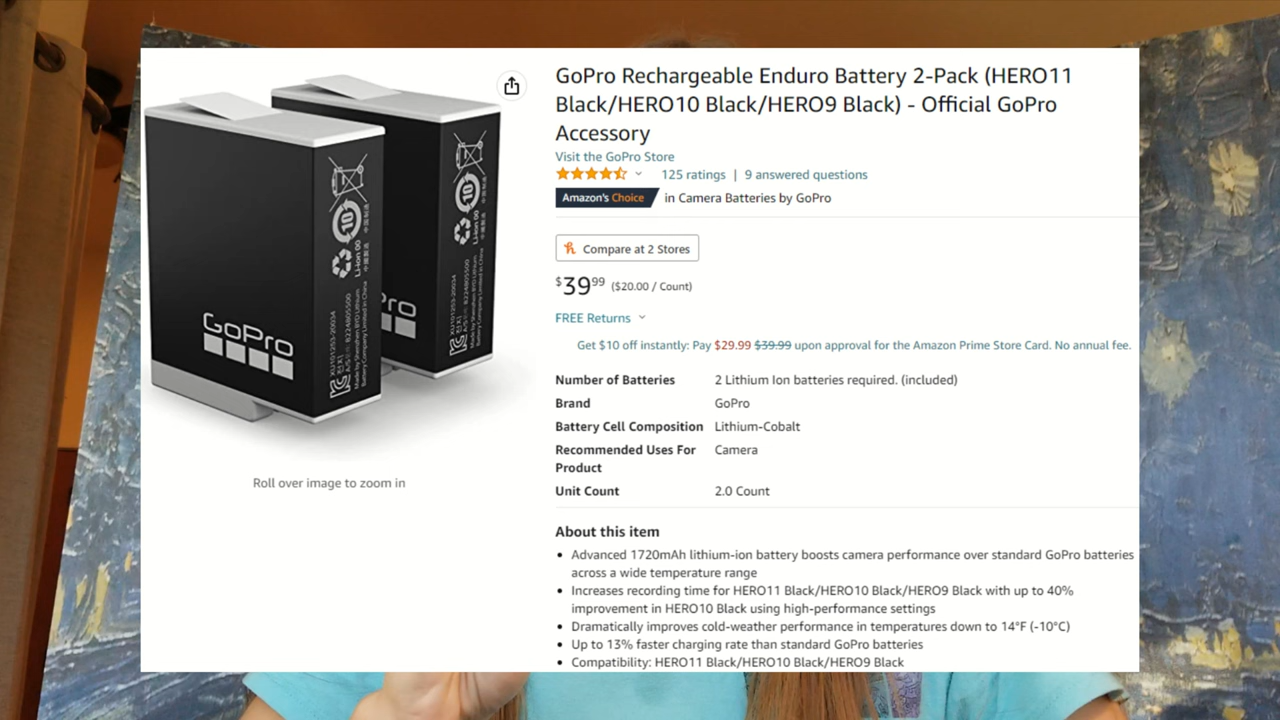 GoPro Rechargeable Enduro Battery 2-Pack (HERO11
Black/HERO10 Black/HERO9 Black) - Official GoPro
Accessory
Visit the GoPro Store
125 ratings | 9 answered questions
Amazon's Choice in Camera Batteries by GoPro
Compare at 2 Stores
$39.99 ($20.00 / Count)
FREE Returns
Get $10 off instantly: Pay $29.99 $39.99 upon approval for the Amazon Prime Store Card. No annual fee.
Number of Batteries 2 Lithium Ion batteries required. (included)
Brand GoPro
Battery Cell Composition Lithium-Cobalt
Recommended Uses For Camera
Product
Unit Count 2.0 Count
About this item
• Advanced 1720mAh lithium-ion battery boosts camera performance over standard GoPro batteries
across a wide temperature range
• Increases recording time for HERO11 Black/HERO10 Black/HERO9 Black with up to 40%
improvement in HERO10 Black using high-performance settings
• Dramatically improves cold-weather performance in temperatures down to 14°F (-10°C)
• Up to 13% faster charging rate than standard GoPro batteries
• Compatibility: HERO11 Black/HERO10 Black/HERO9 Black
GoPro
10
Li-ion 00
Roll over image to zoom in